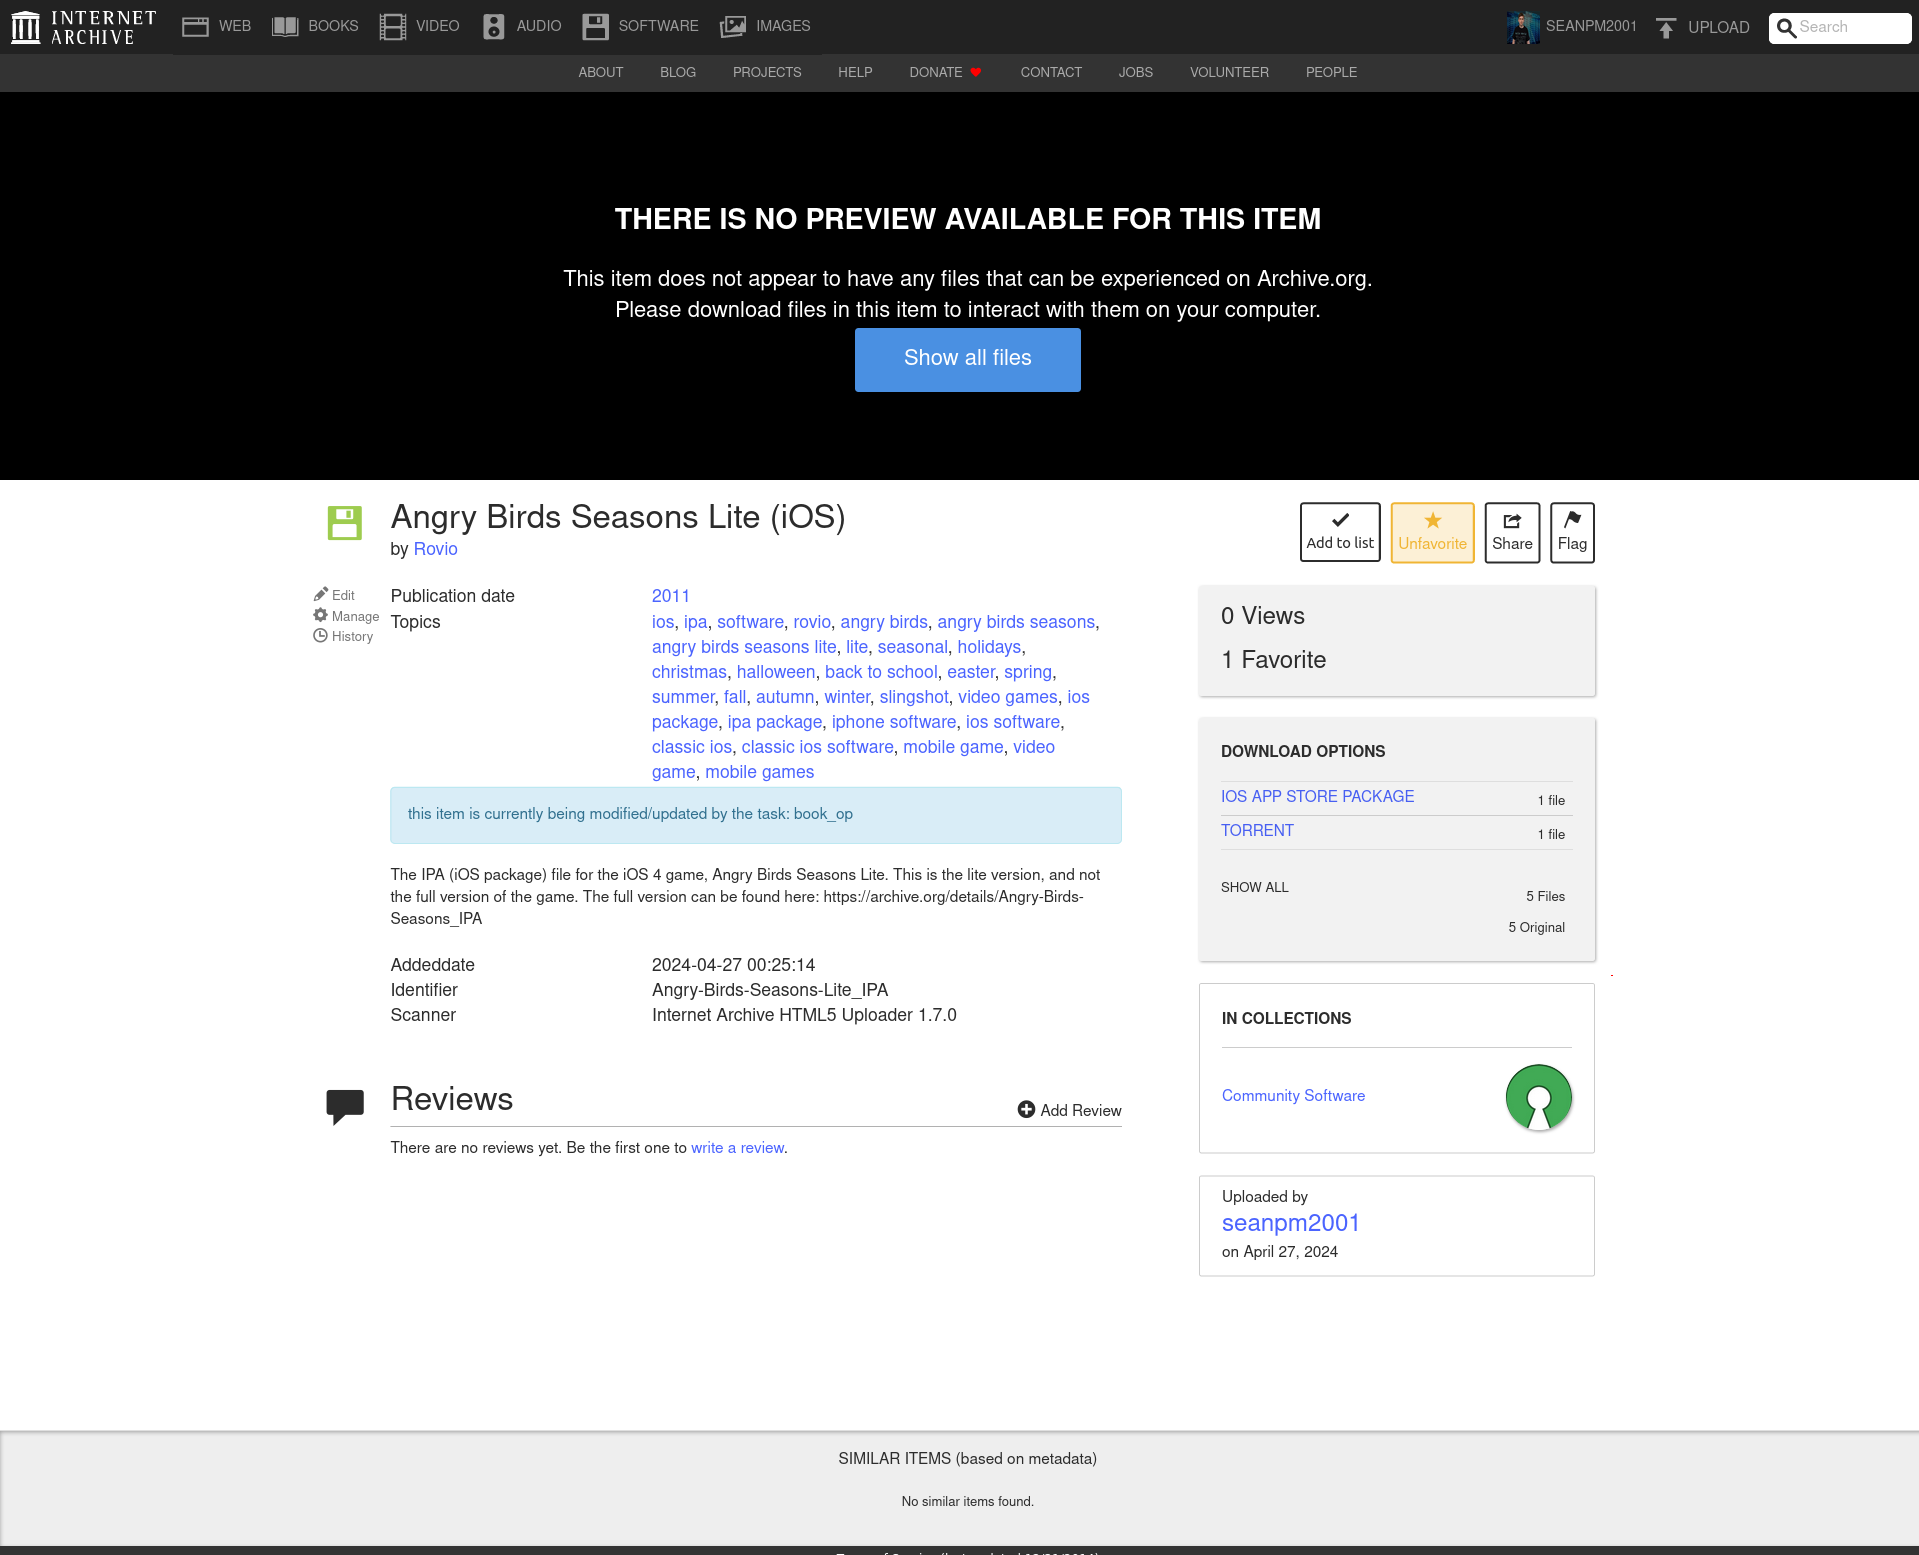 INTERNET ARCHIVE
WEB BOOKS VIDEO AUDIO SOFTWARE IMAGES SEANPM2001 UPLOAD Search
ABOUT BLOG PROJECTS HELP DONATE CONTACT JOBS VOLUNTEER PEOPLE
THERE IS NO PREVIEW AVAILABLE FOR THIS ITEM
This item does not appear to have any files that can be experienced on Archive.org.
Please download files in this item to interact with them on your computer.
Show all files
Angry Birds Seasons Lite (iOS)
by Rovio
Add to list
Unfavorite
Share
Flag
Edit
Manage
History
Publication date 2011
Topics ios, ipa, software, rovio, angry birds, angry birds seasons,
angry birds seasons lite, lite, seasonal, holidays,
christmas, halloween, back to school, easter, spring,
summer, fall, autumn, winter, slingshot, video games, ios
package, ipa package, iphone software, ios software,
classic ios, classic ios software, mobile game, video
game, mobile games
this item is currently being modified/updated by the task: book_op
The IPA (iOS package) file for the iOS 4 game, Angry Birds Seasons Lite. This is the lite version, and not
the full version of the game. The full version can be found here: https://archive.org/details/Angry-Birds-
Seasons_IPA
Addeddate 2024-04-27 00:25:14
Identifier Angry-Birds-Seasons-Lite_IPA
Scanner Internet Archive HTML5 Uploader 1.7.0
Reviews
Add Review
There are no reviews yet. Be the first one to write a review.
0 Views
1 Favorite
DOWNLOAD OPTIONS
IOS APP STORE PACKAGE 1 file
TORRENT 1 file
SHOW ALL 5 Files
5 Original
IN COLLECTIONS
Community Software
Uploaded by
seanpm2001
on April 27, 2024
SIMILAR ITEMS (based on metadata)
No similar items found.